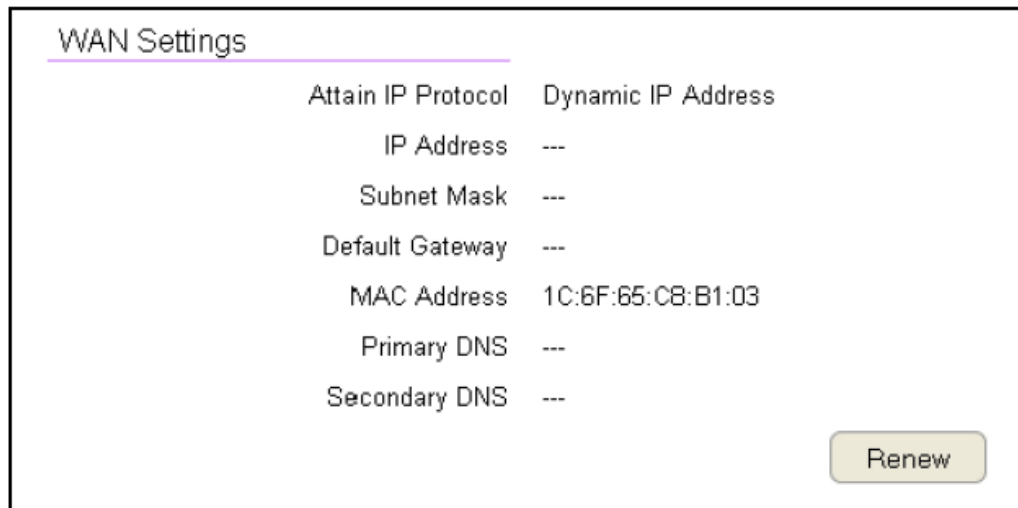 WAN Settings
Attain IP Protocol Dynamic IP Address
IP Address ---
Subnet Mask ---
Default Gateway ---
MAC Address 1C:6F:65:C8:B1:03
Primary DNS ---
Secondary DNS ---
Renew